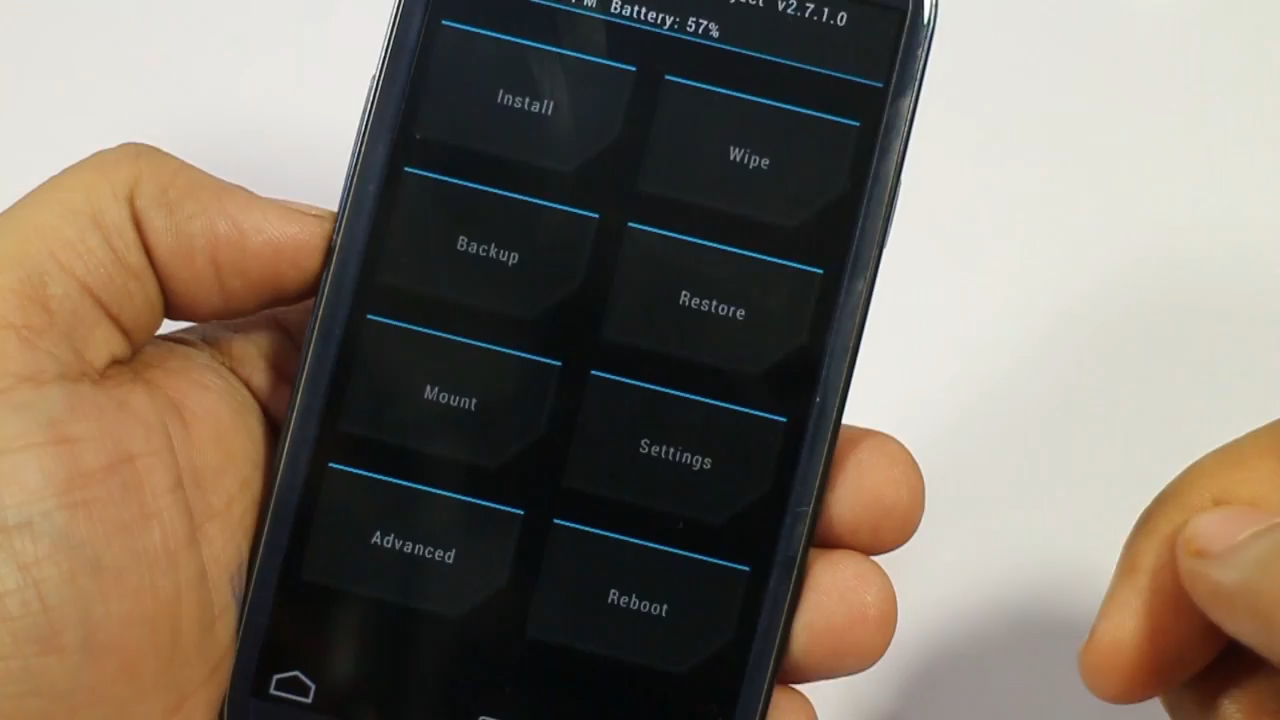 v2.7.1.0
Battery: 57%
Install
Wipe
Backup
Restore
Mount
Settings
Advanced
Reboot